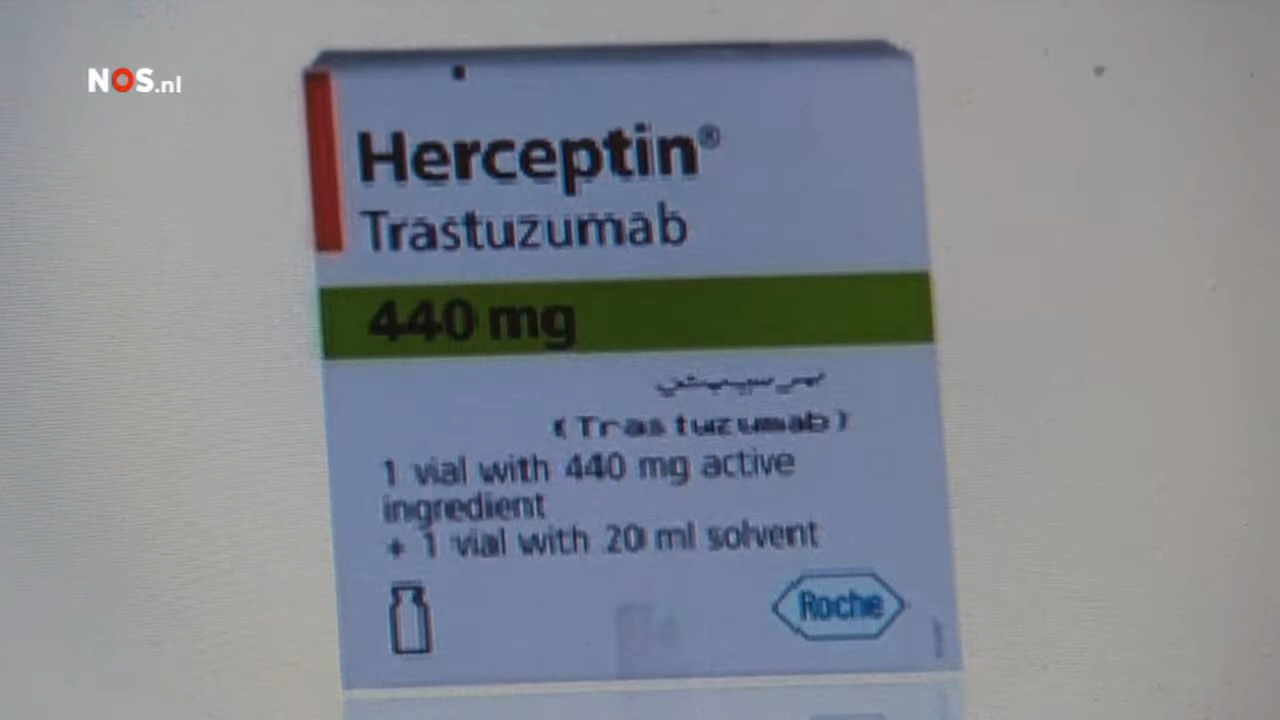 NOS.nl
Herceptin®
Trastuzumab
440 mg
(Trastuzumab)
1 vial with 440 mg active
ingredient
+ 1 vial with 20 ml solvent
Roche